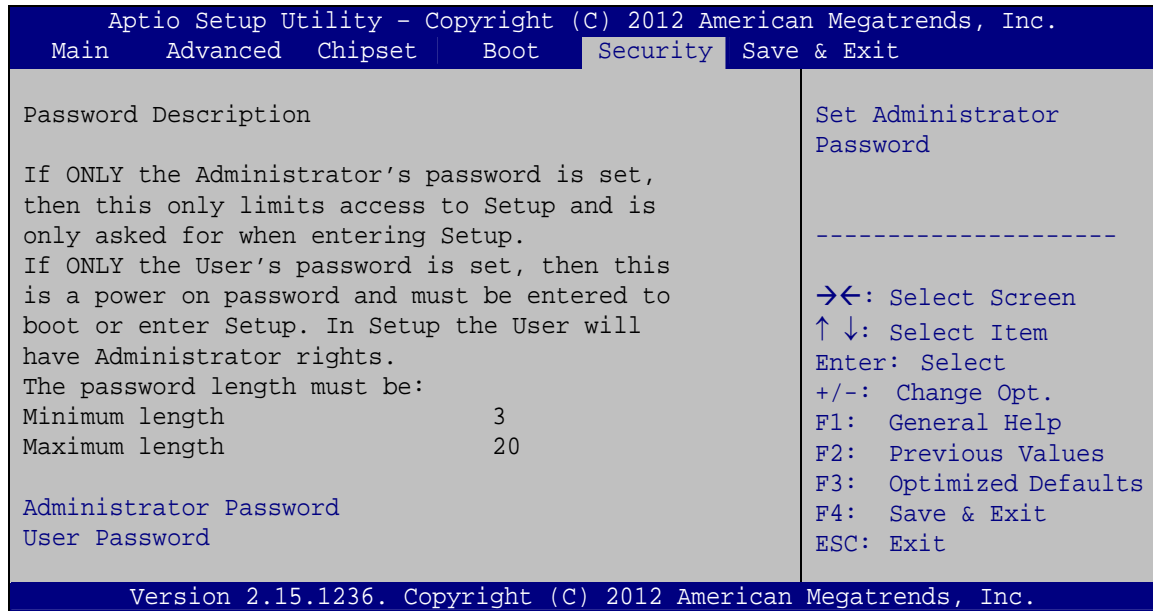 Aptio Setup Utility – Copyright (C) 2012 American Megatrends, Inc.
Main Advanced Chipset Boot Security Save & Exit
Password Description
If ONLY the Administrator’s password is set,
then this only limits access to Setup and is
only asked for when entering Setup.
If ONLY the User’s password is set, then this
is a power on password and must be entered to
boot or enter Setup. In Setup the User will
have Administrator rights.
The password length must be:
Minimum length 3
Maximum length 20
Administrator Password
User Password
Set Administrator
Password
---------------------
→←: Select Screen
↑ ↓: Select Item
Enter: Select
+/-: Change Opt.
F1: General Help
F2: Previous Values
F3: Optimized Defaults
F4: Save & Exit
ESC: Exit
Version 2.15.1236. Copyright (C) 2012 American Megatrends, Inc.